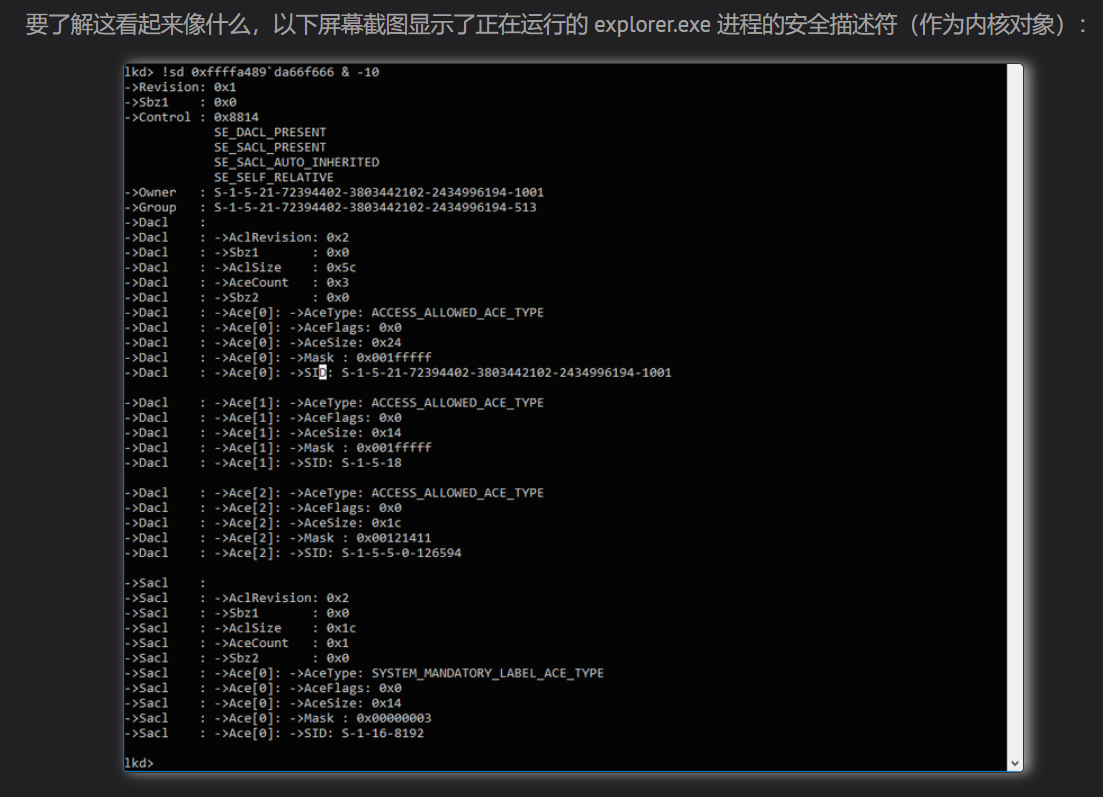 要了解这看起来像什么，以下屏幕截图显示了正在运行的 explorer.exe 进程的安全描述符（作为内核对象）：
lkd> !sd 0xffffa489`da66f666 & -10
->Revision: 0x1
->Sbz1    : 0x0
->Control : 0x8814
            SE_DACL_PRESENT
            SE_SACL_PRESENT
            SE_SACL_AUTO_INHERITED
            SE_SELF_RELATIVE
->Owner   : S-1-5-21-72394402-3803442102-2434996194-1001
->Group   : S-1-5-21-72394402-3803442102-2434996194-513
->Dacl    :
->Dacl    : ->AclRevision: 0x2
->Dacl    : ->Sbz1       : 0x0
->Dacl    : ->AclSize    : 0x5c
->Dacl    : ->AceCount   : 0x3
->Dacl    : ->Sbz2       : 0x0
->Dacl    : ->Ace[0]: ->AceType: ACCESS_ALLOWED_ACE_TYPE
->Dacl    : ->Ace[0]: ->AceFlags: 0x0
->Dacl    : ->Ace[0]: ->AceSize: 0x24
->Dacl    : ->Ace[0]: ->Mask : 0x001fffff
->Dacl    : ->Ace[0]: ->SID: S-1-5-21-72394402-3803442102-2434996194-1001
->Dacl    : ->Ace[1]: ->AceType: ACCESS_ALLOWED_ACE_TYPE
->Dacl    : ->Ace[1]: ->AceFlags: 0x0
->Dacl    : ->Ace[1]: ->AceSize: 0x14
->Dacl    : ->Ace[1]: ->Mask : 0x001fffff
->Dacl    : ->Ace[1]: ->SID: S-1-5-18
->Dacl    : ->Ace[2]: ->AceType: ACCESS_ALLOWED_ACE_TYPE
->Dacl    : ->Ace[2]: ->AceFlags: 0x0
->Dacl    : ->Ace[2]: ->AceSize: 0x1c
->Dacl    : ->Ace[2]: ->Mask : 0x00121411
->Dacl    : ->Ace[2]: ->SID: S-1-5-5-0-126594
->Sacl    :
->Sacl    : ->AclRevision: 0x2
->Sacl    : ->Sbz1       : 0x0
->Sacl    : ->AclSize    : 0x1c
->Sacl    : ->AceCount   : 0x1
->Sacl    : ->Sbz2       : 0x0
->Sacl    : ->Ace[0]: ->AceType: SYSTEM_MANDATORY_LABEL_ACE_TYPE
->Sacl    : ->Ace[0]: ->AceFlags: 0x0
->Sacl    : ->Ace[0]: ->AceSize: 0x14
->Sacl    : ->Ace[0]: ->Mask : 0x00000003
->Sacl    : ->Ace[0]: ->SID: S-1-16-8192
lkd>